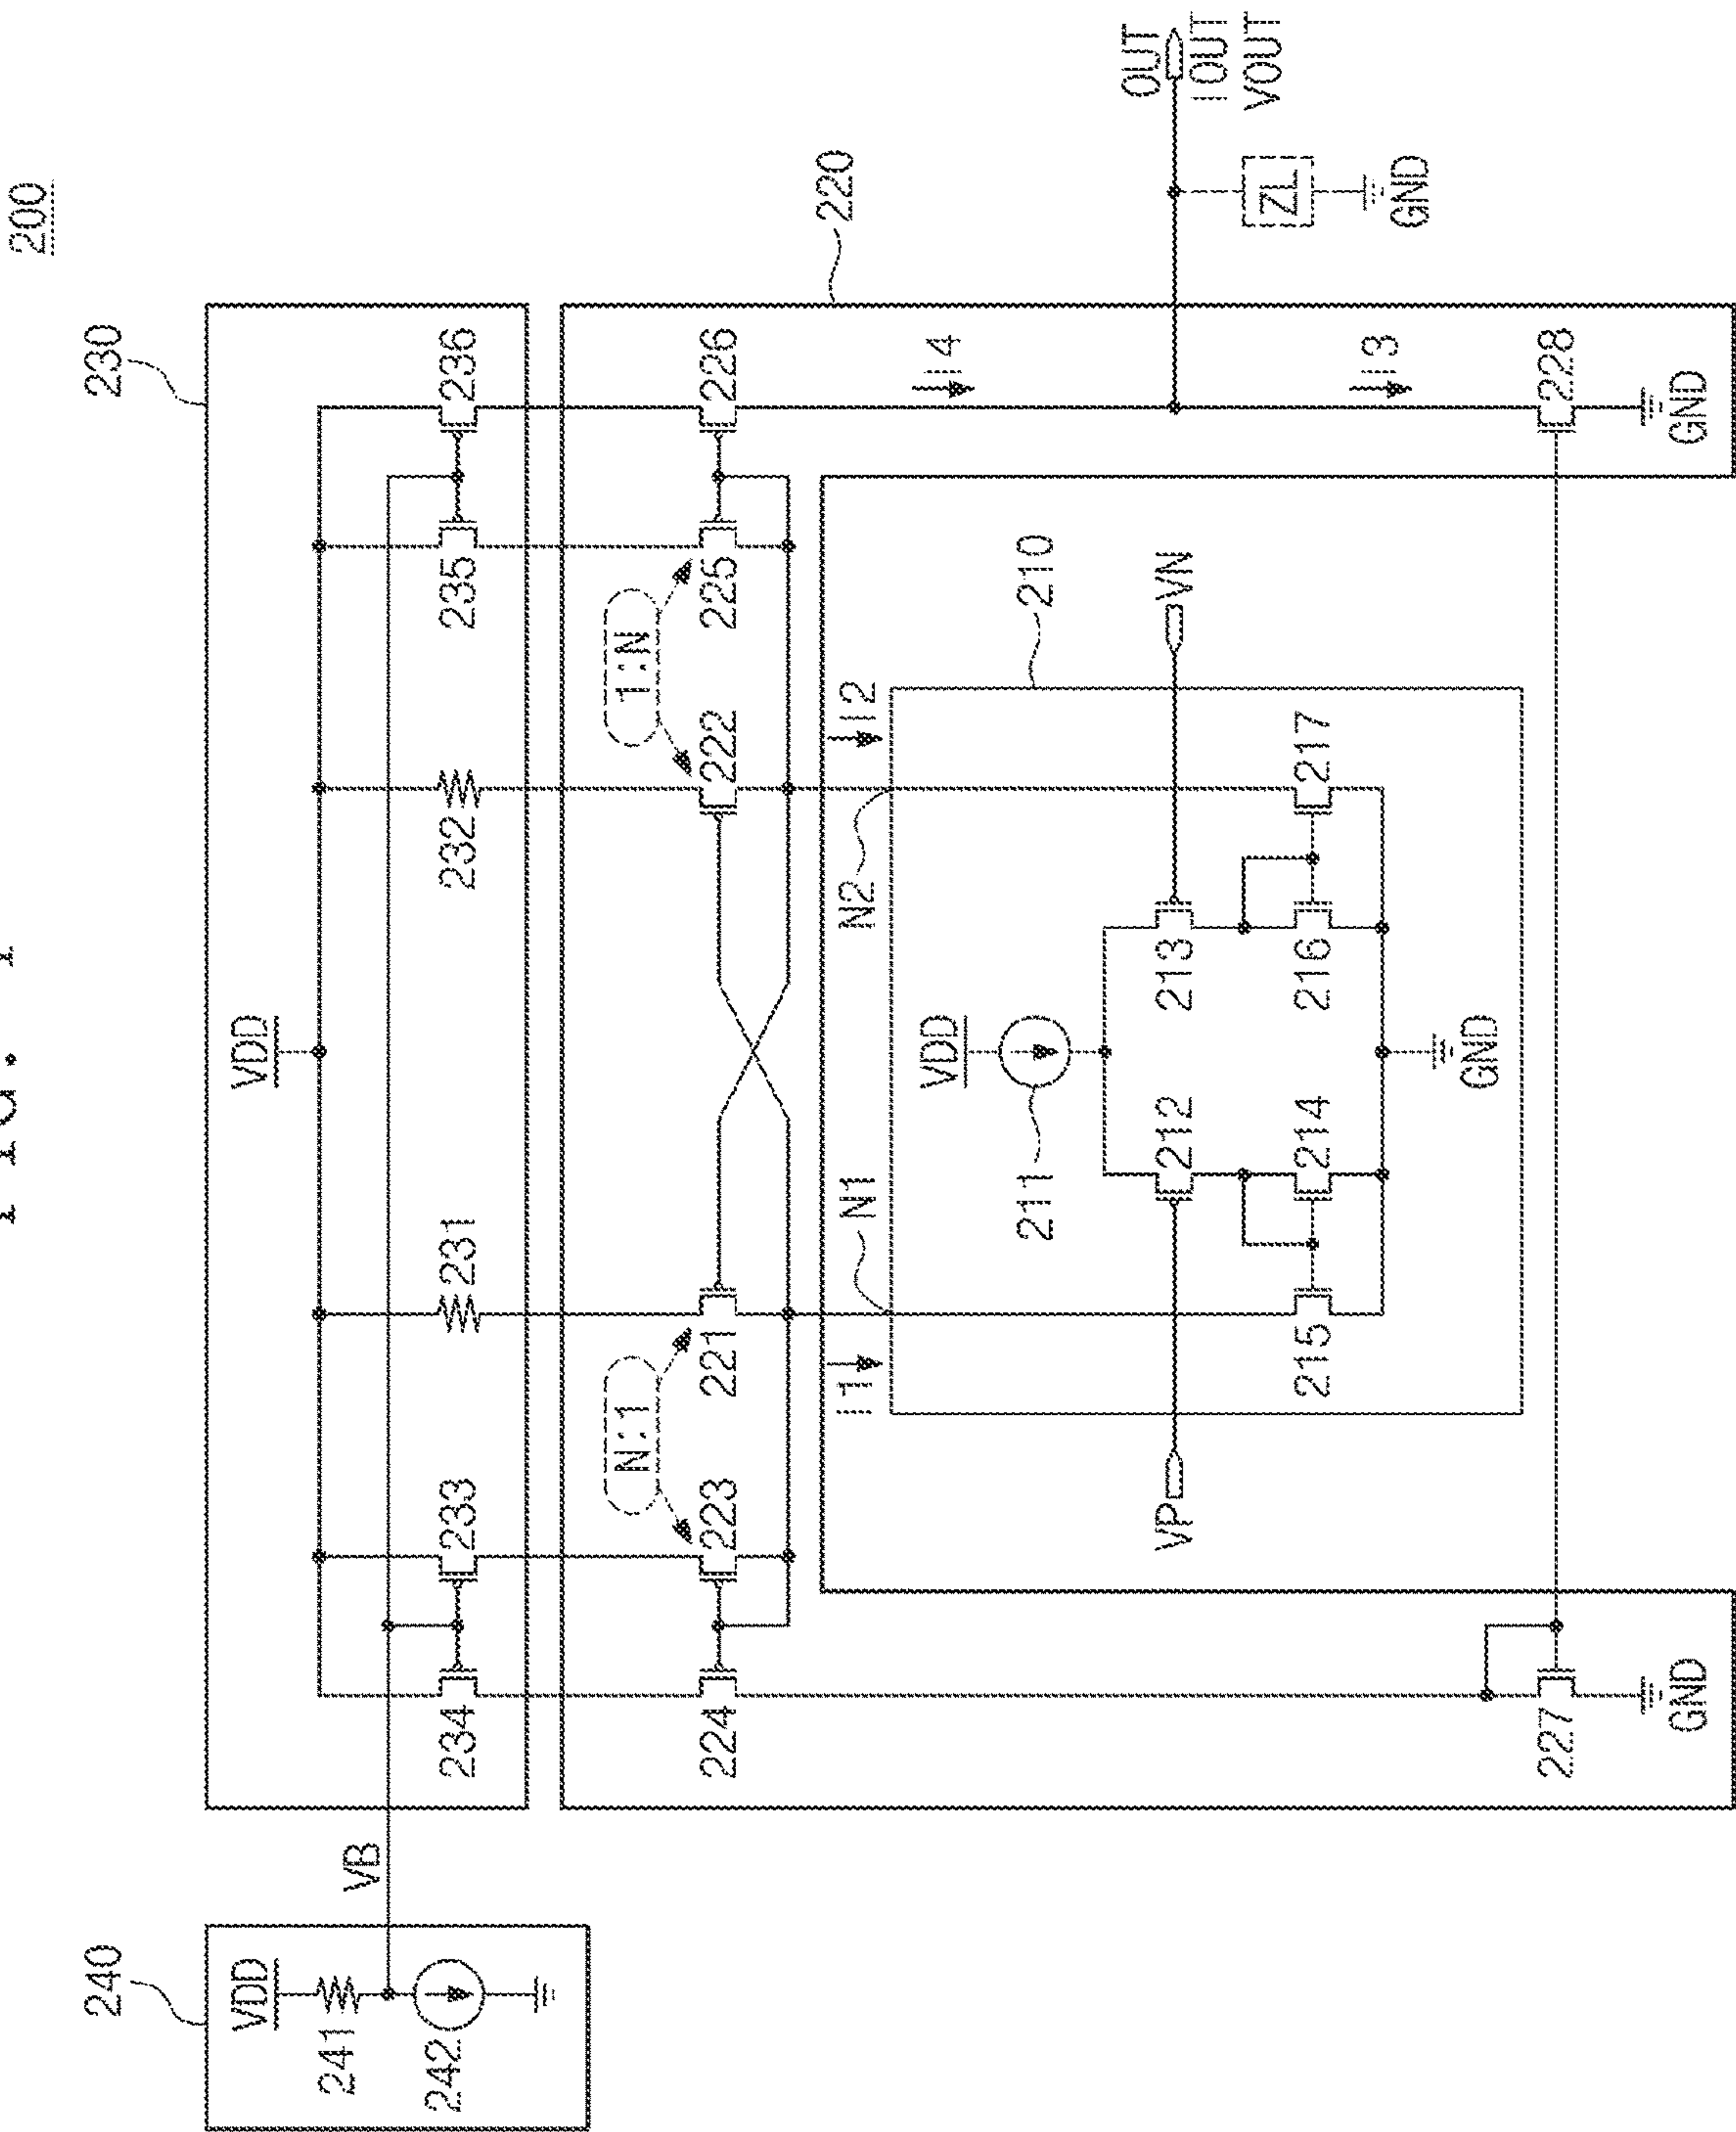 200
230
VDD
236
235
232
231
233
234
240
VDD
241
242
VB
220
226
225
1:N
222
221
N:1
223
224
I4
I3
OUT
IOUT
VOUT
ZL
GND
228
GND
I2
N2
210
VN
N1
I1
VDD
211
213
212
217
216
214
215
GND
VP
227
GND